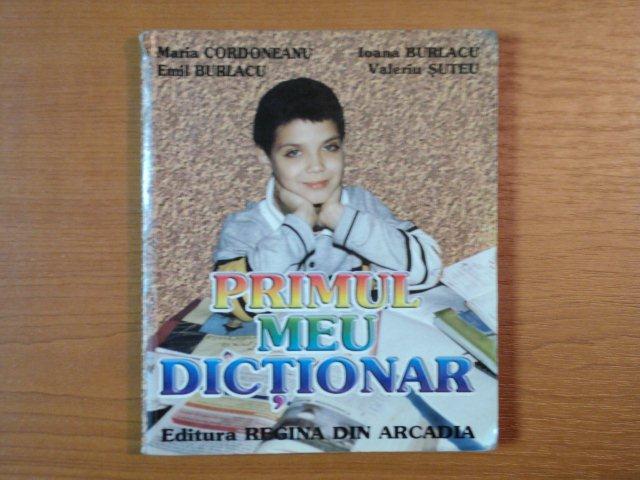 Maria CORDONEANU
Emil BURLACU
Ioana BURLACU
Valeriu ȘUTEU
PRIMUL
MEU
DICȚIONAR
Editura REGINA DIN ARCADIA